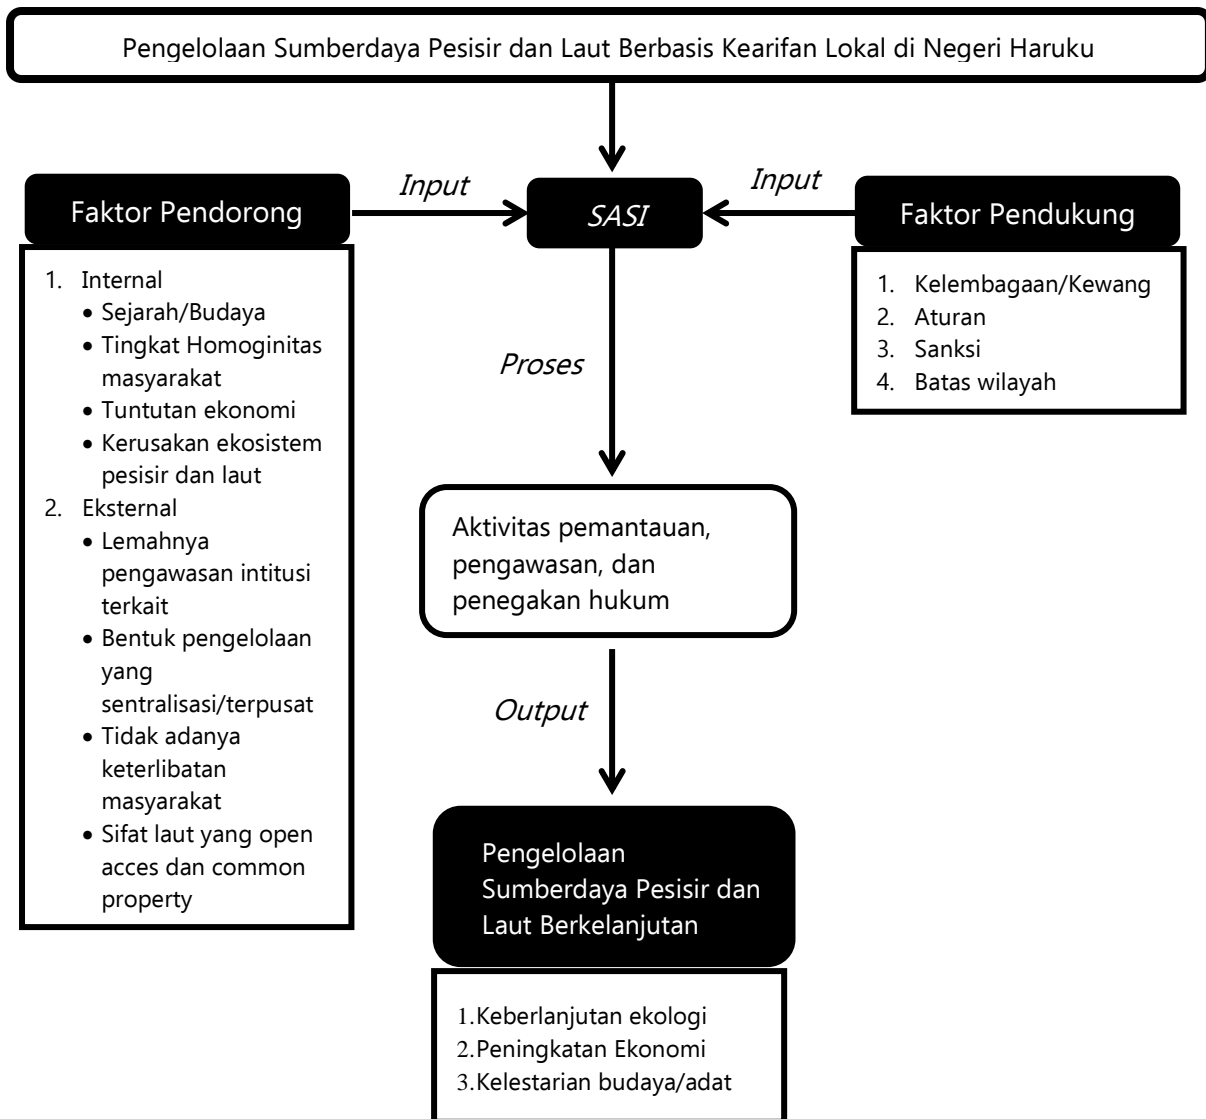 Pengelolaan Sumberdaya Pesisir dan Laut Berbasis Kearifan Lokal di Negeri Haruku
Input
Input
Faktor Pendorong
SASI
Faktor Pendukung
1. Internal
• Sejarah/Budaya
• Tingkat Homoginitas
masyarakat
• Tuntutan ekonomi
• Kerusakan ekosistem
pesisir dan laut
2. Eksternal
• Lemahnya
pengawasan intitusi
terkait
• Bentuk pengelolaan
yang
sentralisasi/terpusat
• Tidak adanya
keterlibatan
masyarakat
• Sifat laut yang open
acces dan common
property
1. Kelembagaan/Kewang
2. Aturan
3. Sanksi
4. Batas wilayah
Proses
Aktivitas pemantauan,
pengawasan, dan
penegakan hukum
Output
Pengelolaan
Sumberdaya Pesisir dan
Laut Berkelanjutan
1.Keberlanjutan ekologi
2.Peningkatan Ekonomi
3.Kelestarian budaya/adat